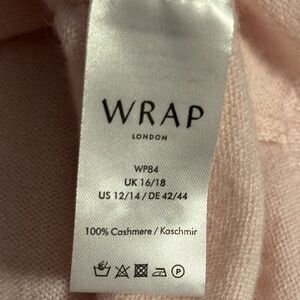 WRAP
LONDON
WP84
UK 16/18
US 12/14 / DE 42/44
100% Cashmere / Kaschmir
P